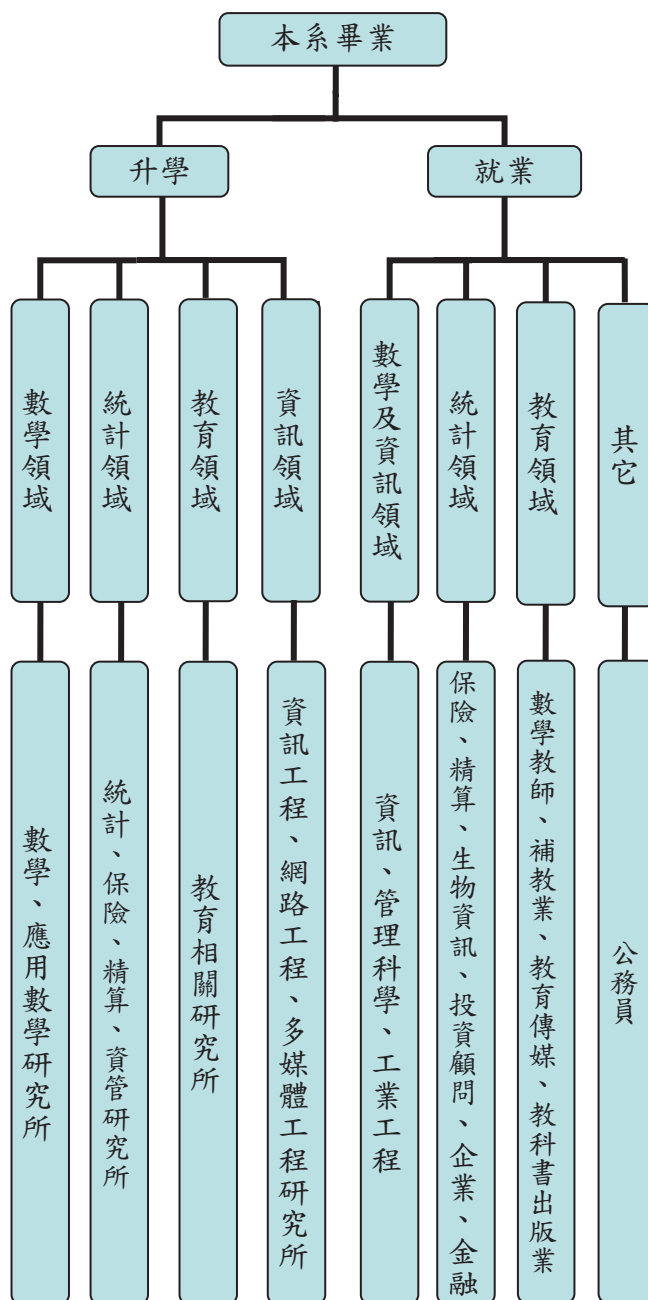 本系畢業
升學
就業
數學領域
統計領域
教育領域
資訊領域
數學及資訊領域
統計領域
教育領域
其它
數學、應用數學研究所
統計、保險、精算、資管研究所
教育相關研究所
資訊工程、網路工程、多媒體工程研究所
資訊、管理科學、工業工程
保險、精算、生物資訊、投資顧問、企業、金融
數學教師、補教業、教育傳媒、教科書出版業
公務員